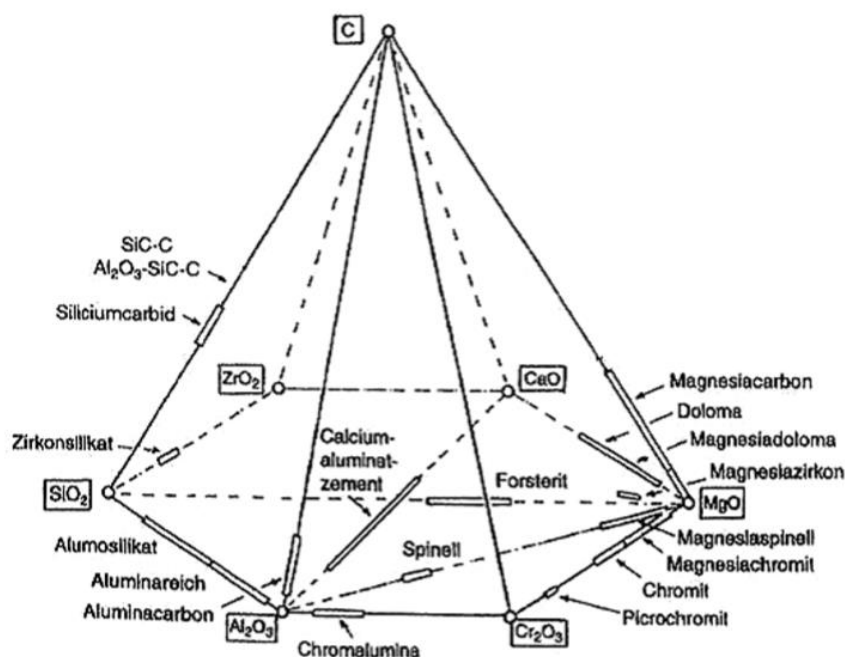 C
SiC·C
Al₂O₃-SiC-C
Siliciumcarbid
ZrO₂
CaO
Magnesiacarbon
Doloma
Magnesiadoloma
Magnesiazirkon
Zirkonsilikat
Calcium-
aluminat-
zement
Forsterit
SiO₂
MgO
Alumosilikat
Aluminareich
Aluminacarbon
Spinell
Magnesiaspinell
Magnesiachromit
Chromit
Picrochromit
Al₂O₃
Chromalumina
Cr₂O₃